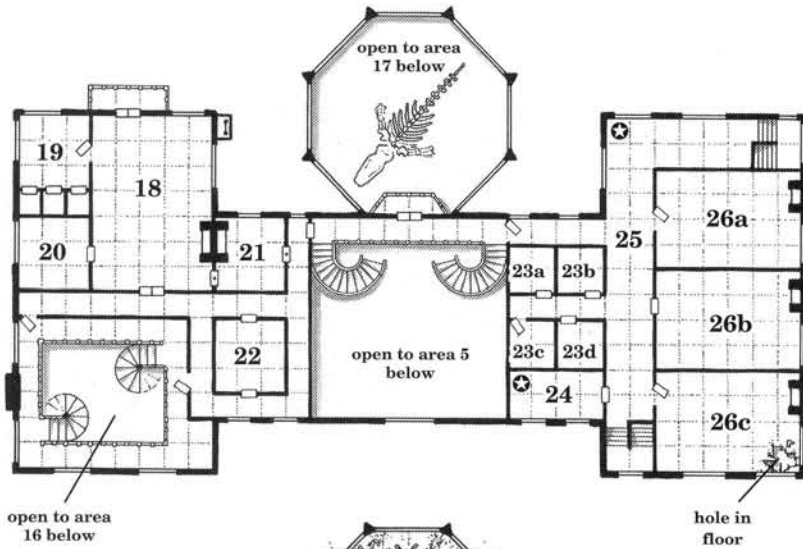 open to area
17 below
19
18
20
21
22
23a
23b
23c
23d
24
25
26a
26b
26c
open to area 5
below
open to area
16 below
hole in
floor